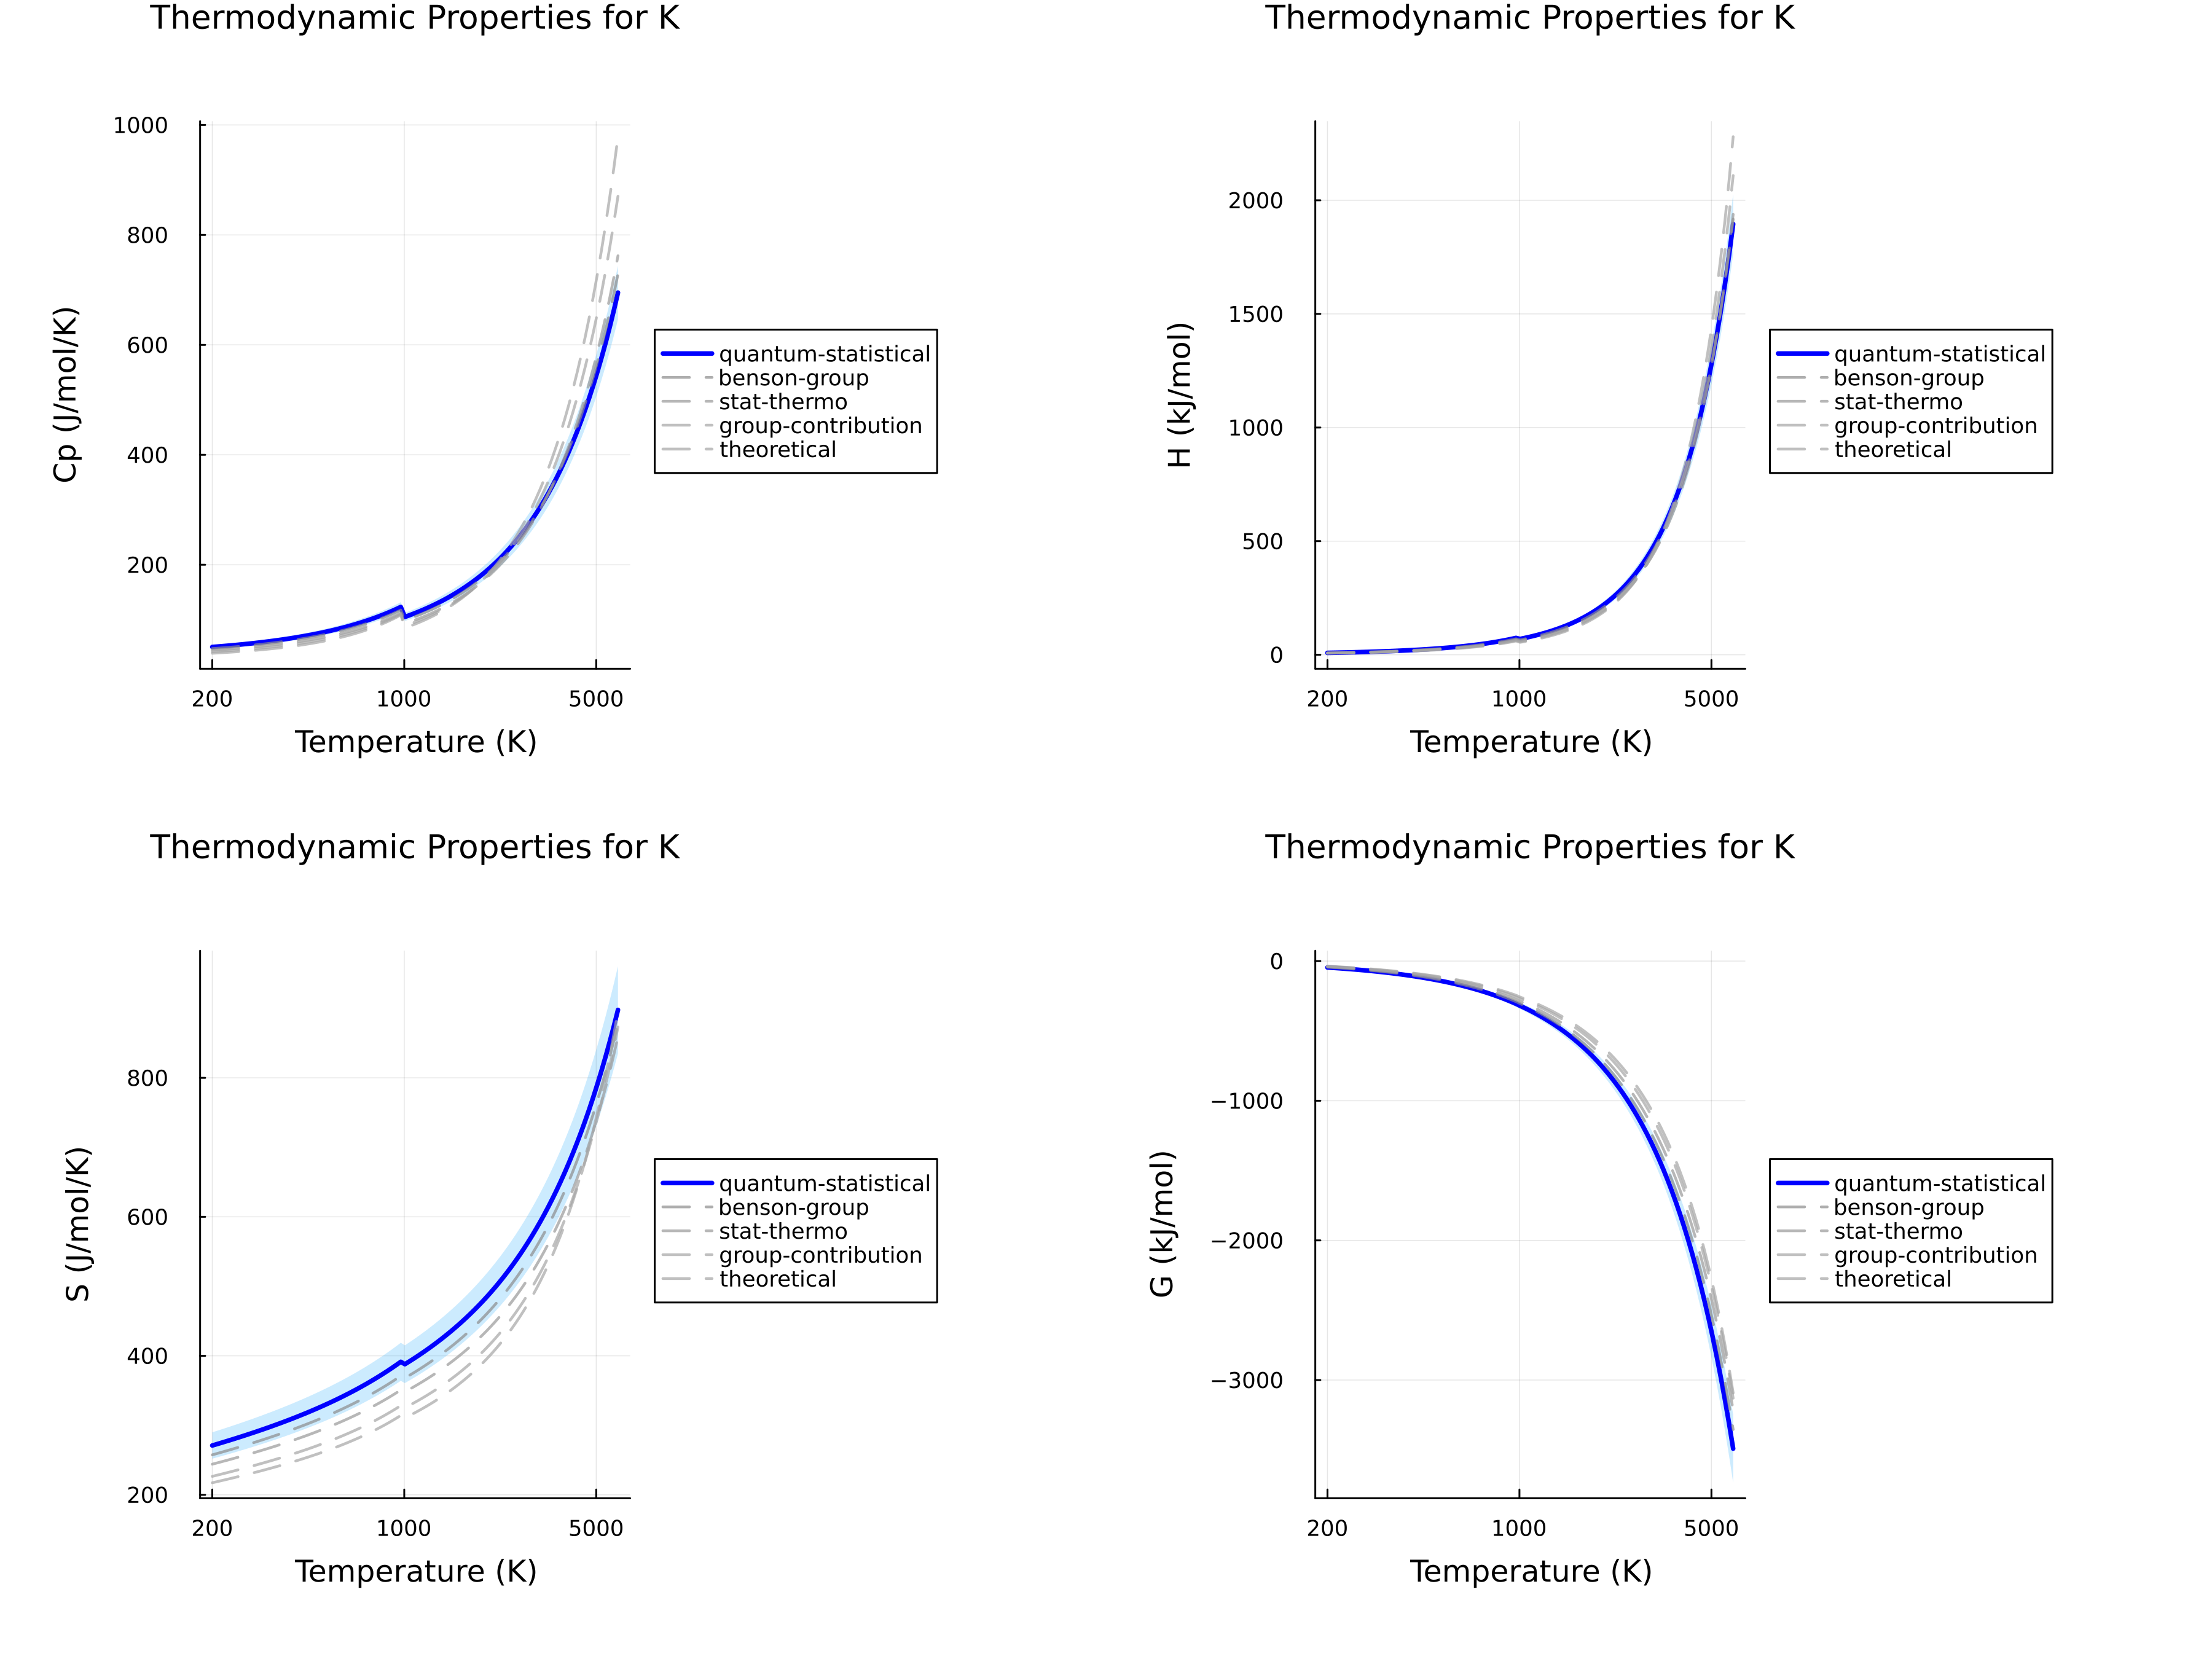 Thermodynamic Properties for K
1000
800
600
400
200
Cp (J/mol/K)
200 1000 5000
Temperature (K)
quantum-statistical
benson-group
stat-thermo
group-contribution
theoretical
Thermodynamic Properties for K
2000
1500
1000
500
0
H (kJ/mol)
200 1000 5000
Temperature (K)
quantum-statistical
benson-group
stat-thermo
group-contribution
theoretical
Thermodynamic Properties for K
800
600
400
200
S (J/mol/K)
200 1000 5000
Temperature (K)
quantum-statistical
benson-group
stat-thermo
group-contribution
theoretical
Thermodynamic Properties for K
0
−1000
−2000
−3000
G (kJ/mol)
200 1000 5000
Temperature (K)
quantum-statistical
benson-group
stat-thermo
group-contribution
theoretical